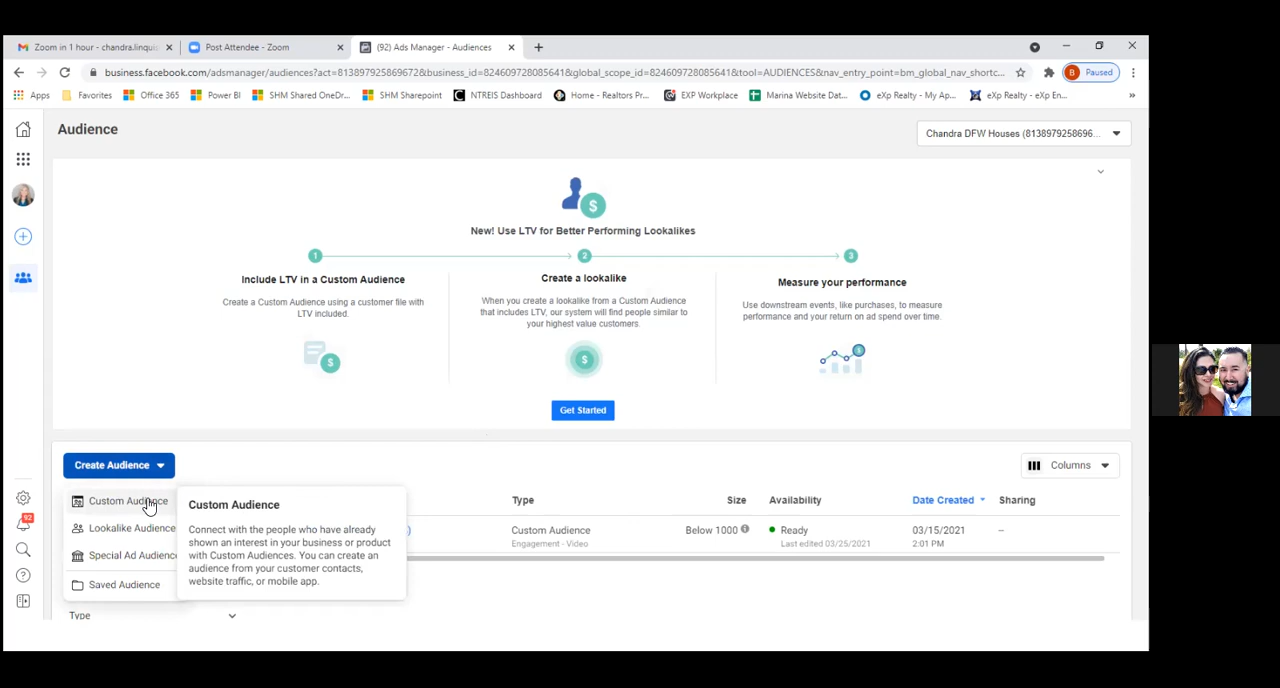 Zoom in 1 hour - chandra.linquis
Post Attendee - Zoom
(92) Ads Manager - Audiences
business.facebook.com/adsmanager/audiences?act=813897925869672&business_id=824609728085641&global_scope_id=824609728085641&tool=AUDIENCES&nav_entry_point=bm_global_nav_shortc...
B Paused
Apps
Favorites
Office 365
Power BI
SHM Shared OneDr...
SHM Sharepoint
NTREIS Dashboard
Home - Realtors Pr...
EXP Workplace
Marina Website Dat...
eXp Realty - My Ap...
eXp Realty - eXp En...
»
Audience
Chandra DFW Houses (8138979258696...
$
New! Use LTV for Better Performing Lookalikes
1
2
3
Include LTV in a Custom Audience
Create a Custom Audience using a customer file with
LTV included.
Create a lookalike
When you create a lookalike from a Custom Audience
that includes LTV, our system will find people similar to
your highest value customers.
Measure your performance
Use downstream events, like purchases, to measure
performance and your return on ad spend over time.
$
$
$
Get Started
Create Audience
Columns
Custom Audience
Lookalike Audience
Special Ad Audienc
Saved Audience
Custom Audience
Connect with the people who have already
shown an interest in your business or product
with Custom Audiences. You can create an
audience from your customer contacts,
website traffic, or mobile app.
Type
Size
Availability
Date Created
Sharing
)
Custom Audience
Engagement - Video
Below 1000
Ready
Last edited 03/25/2021
03/15/2021
2:01 PM
–
92
Type